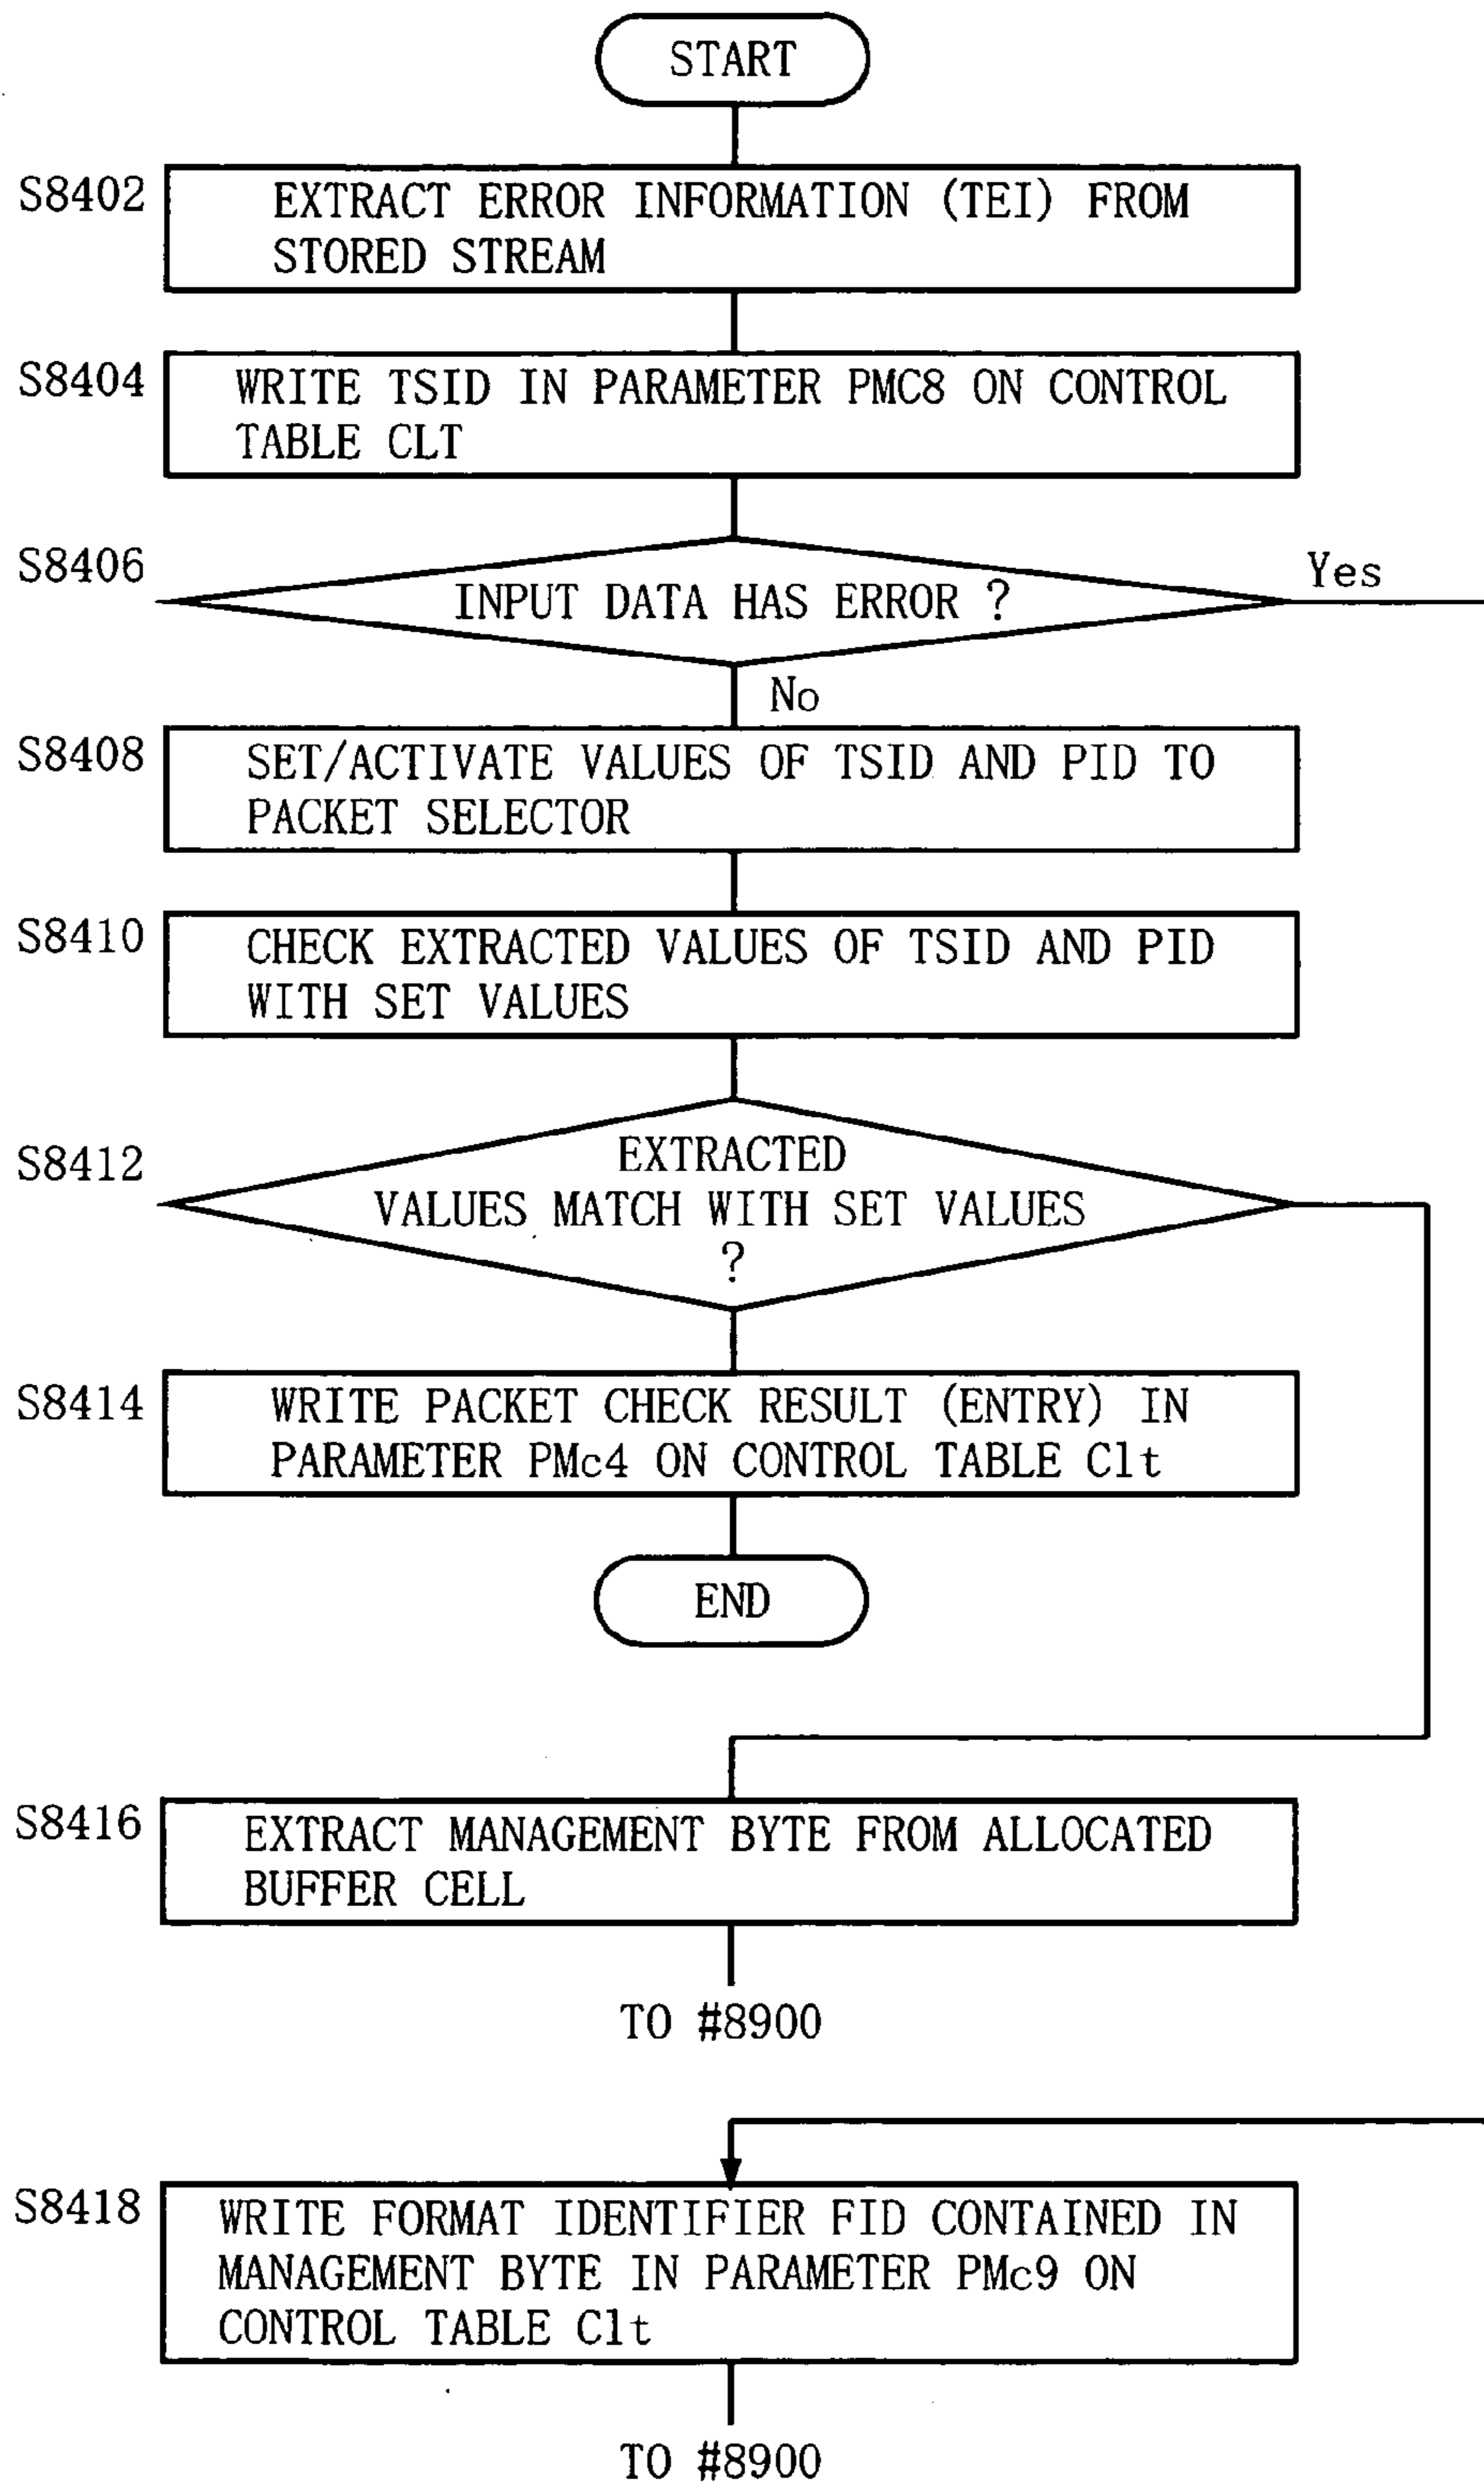 START
S8402
EXTRACT ERROR INFORMATION (TEI) FROM
STORED STREAM
S8404
WRITE TSID IN PARAMETER PMC8 ON CONTROL
TABLE CLT
S8406
INPUT DATA HAS ERROR ?
Yes
No
S8408
SET/ACTIVATE VALUES OF TSID AND PID TO
PACKET SELECTOR
S8410
CHECK EXTRACTED VALUES OF TSID AND PID
WITH SET VALUES
S8412
EXTRACTED
VALUES MATCH WITH SET VALUES
?
S8414
WRITE PACKET CHECK RESULT (ENTRY) IN
PARAMETER PMc4 ON CONTROL TABLE Clt
END
S8416
EXTRACT MANAGEMENT BYTE FROM ALLOCATED
BUFFER CELL
TO #8900
S8418
WRITE FORMAT IDENTIFIER FID CONTAINED IN
MANAGEMENT BYTE IN PARAMETER PMc9 ON
CONTROL TABLE Clt
TO #8900